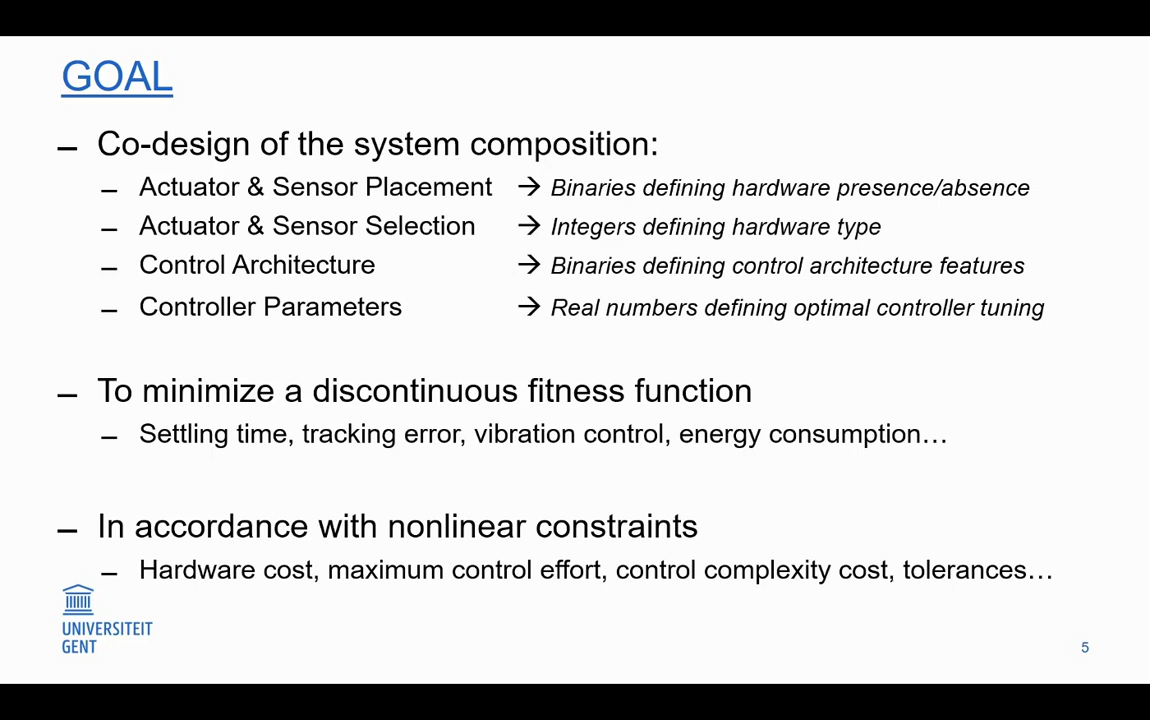 GOAL
– Co-design of the system composition:
– Actuator & Sensor Placement → Binaries defining hardware presence/absence
– Actuator & Sensor Selection → Integers defining hardware type
– Control Architecture → Binaries defining control architecture features
– Controller Parameters → Real numbers defining optimal controller tuning
– To minimize a discontinuous fitness function
– Settling time, tracking error, vibration control, energy consumption…
– In accordance with nonlinear constraints
– Hardware cost, maximum control effort, control complexity cost, tolerances…
UNIVERSITEIT
GENT
5